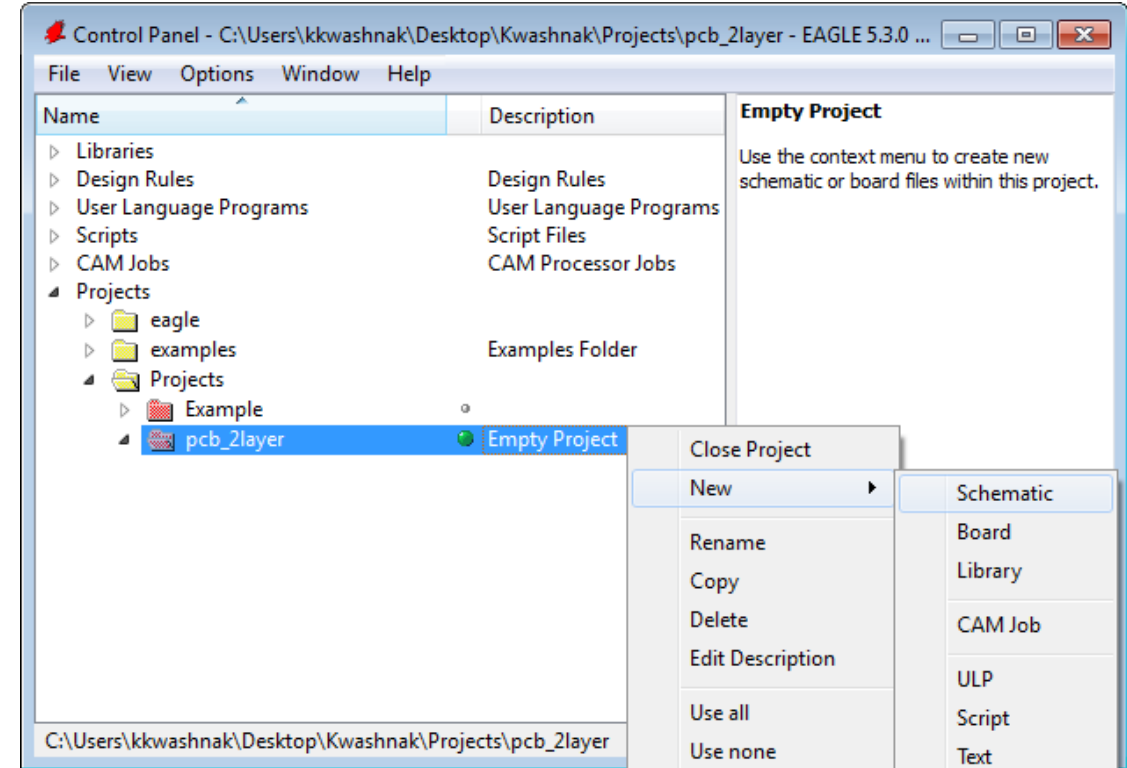 Control Panel - C:\Users\kkwashnak\Desktop\Kwashnak\Projects\pcb_2layer - EAGLE 5.3.0 ...
File View Options Window Help
Name Description
Libraries
Design Rules Design Rules
User Language Programs User Language Programs
Scripts Script Files
CAM Jobs CAM Processor Jobs
Projects
eagle
examples Examples Folder
Projects
Example
pcb_2layer Empty Project
Empty Project
Use the context menu to create new
schematic or board files within this project.
Close Project
New
Rename
Copy
Delete
Edit Description
Use all
Use none
Schematic
Board
Library
CAM Job
ULP
Script
Text
C:\Users\kkwashnak\Desktop\Kwashnak\Projects\pcb_2layer